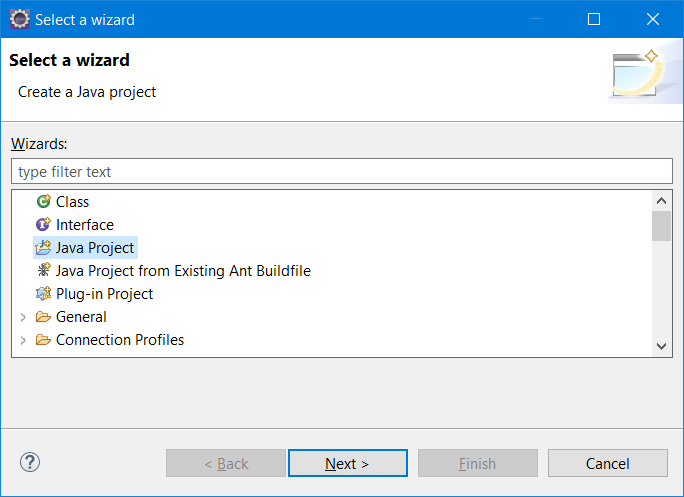 Select a wizard
Select a wizard
Create a Java project
Wizards:
type filter text
Class
Interface
Java Project
Java Project from Existing Ant Buildfile
Plug-in Project
> General
> Connection Profiles
? < Back Next > Finish Cancel